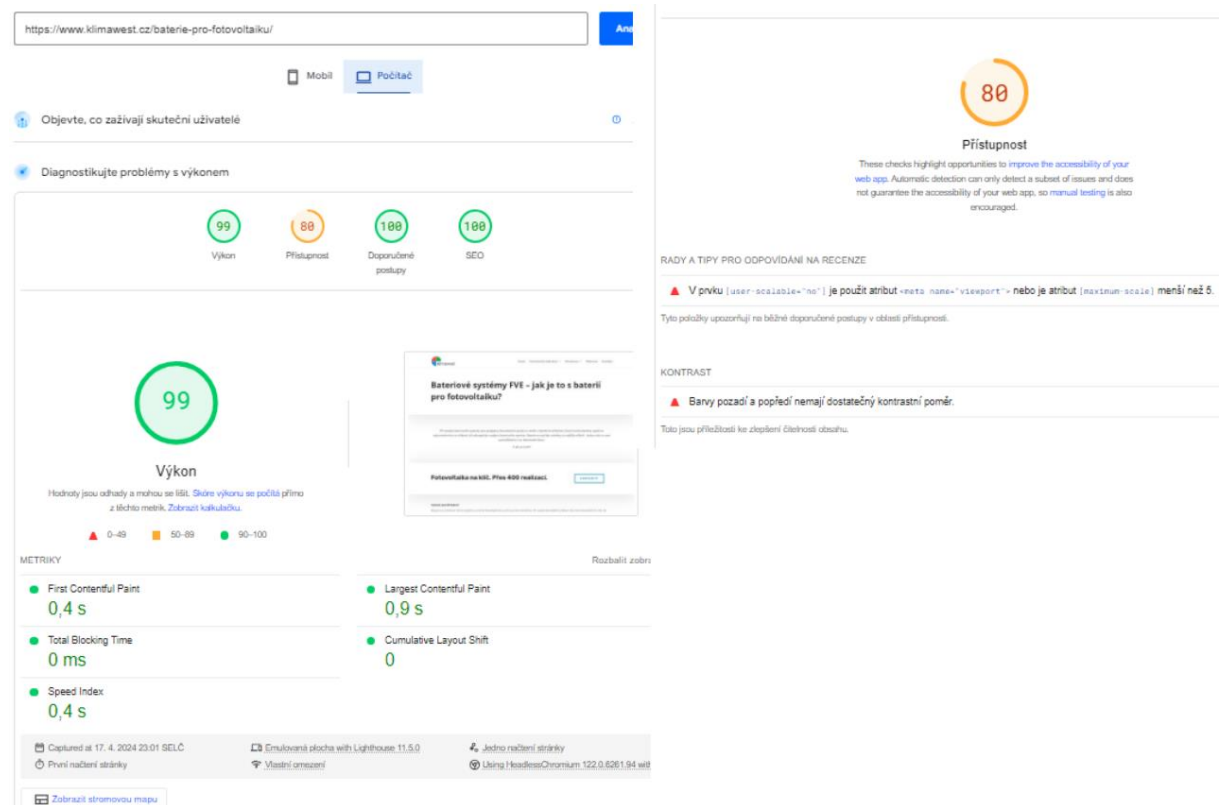 https://www.klimawest.cz/baterie-pro-fotovoltaiku/
Ana
Mobil
Počítač
Objevte, co zažívají skuteční uživatelé
Diagnostikujte problémy s výkonem
99
80
100
100
Výkon
Přístupnost
Doporučené
postupy
SEO
99
Výkon
Hodnoty jsou odhady a mohou se lišit. Skóre výkonu se počítá přímo
z těchto metrik. Zobrazit kalkulačku.
0–49
50–89
90–100
Bateriové systémy FVE – jak je to s baterií
pro fotovoltaiku?
Fotovoltaika na klíč. Přes 400 realizací.
METRIKY
Rozbalit zobra
First Contentful Paint
0,4 s
Largest Contentful Paint
0,9 s
Total Blocking Time
0 ms
Cumulative Layout Shift
0
Speed Index
0,4 s
Captured at 17. 4. 2024 23:01 SELČ
Emulovaná plocha with Lighthouse 11.5.0
Jedno načtení stránky
První načtení stránky
Vlastní omezení
Using HeadlessChromium 122.0.6261.94 with
Zobrazit stromovou mapu
80
Přístupnost
These checks highlight opportunities to improve the accessibility of your
web app. Automatic detection can only detect a subset of issues and does
not guarantee the accessibility of your web app, so manual testing is also
encouraged.
RADY A TIPY PRO ODPOVÍDÁNÍ NA RECENZE
V prvku [user-scalable="no"] je použit atribut <meta name="viewport"> nebo je atribut [maximum-scale] menší než 5.
Tyto položky upozorňují na běžné doporučené postupy v oblasti přístupnosti.
KONTRAST
Barvy pozadí a popředí nemají dostatečný kontrastní poměr.
Toto jsou příležitosti ke zlepšení čitelnosti obsahu.